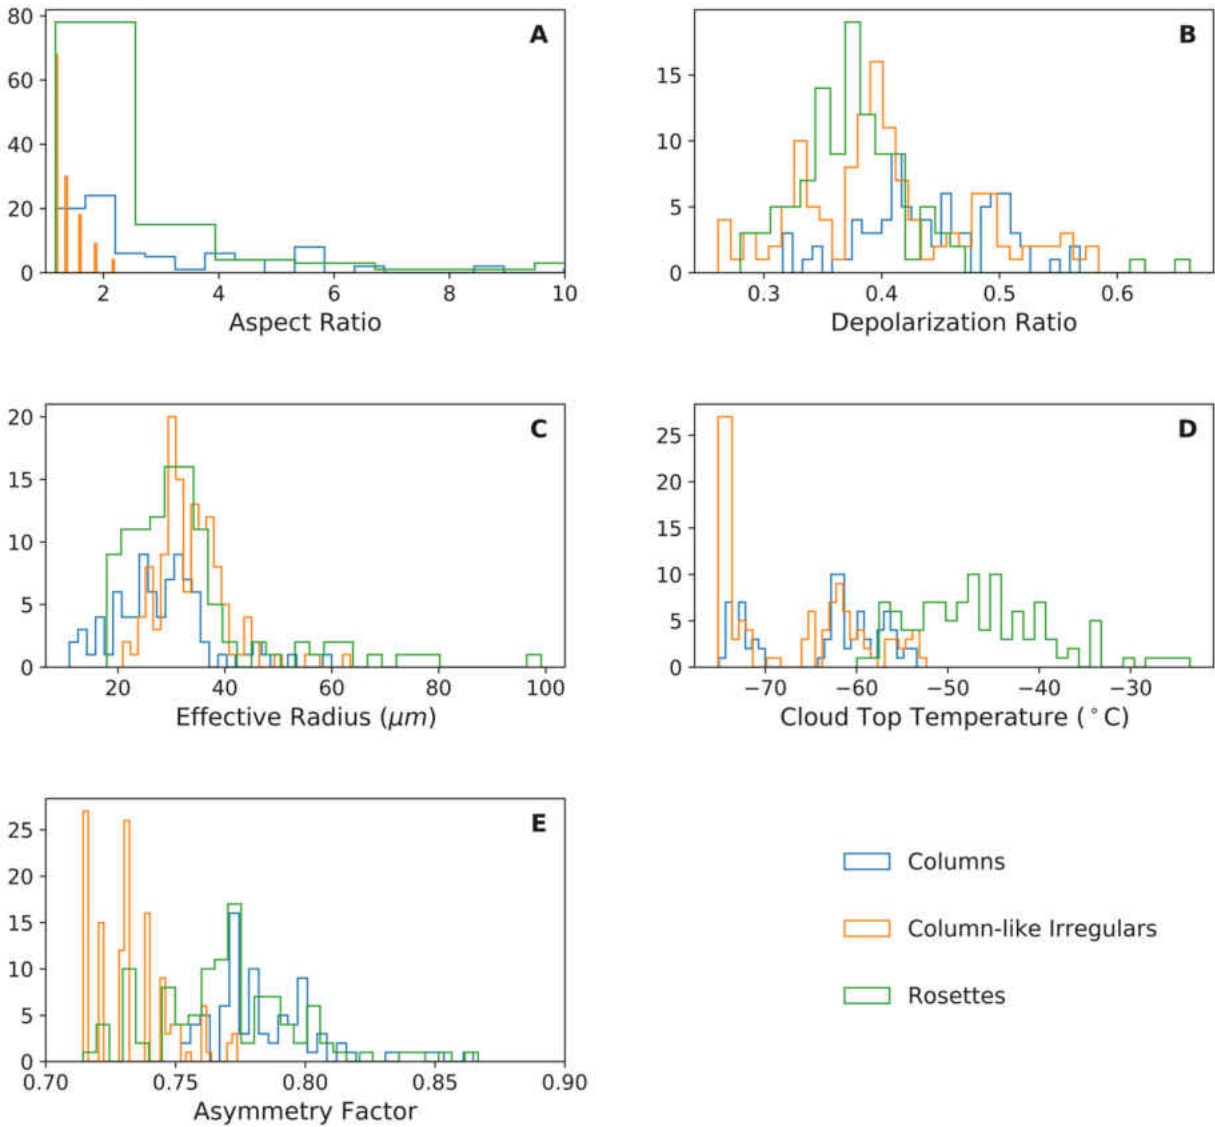 80
60
40
20
0
A
2 4 6 8 10
Aspect Ratio
15
10
5
0
B
0.3 0.4 0.5 0.6
Depolarization Ratio
20
15
10
5
0
C
20 40 60 80 100
Effective Radius (μm)
25
20
15
10
5
0
D
−70 −60 −50 −40 −30
Cloud Top Temperature (°C)
25
20
15
10
5
0
E
0.70 0.75 0.80 0.85 0.90
Asymmetry Factor
Columns
Column-like Irregulars
Rosettes